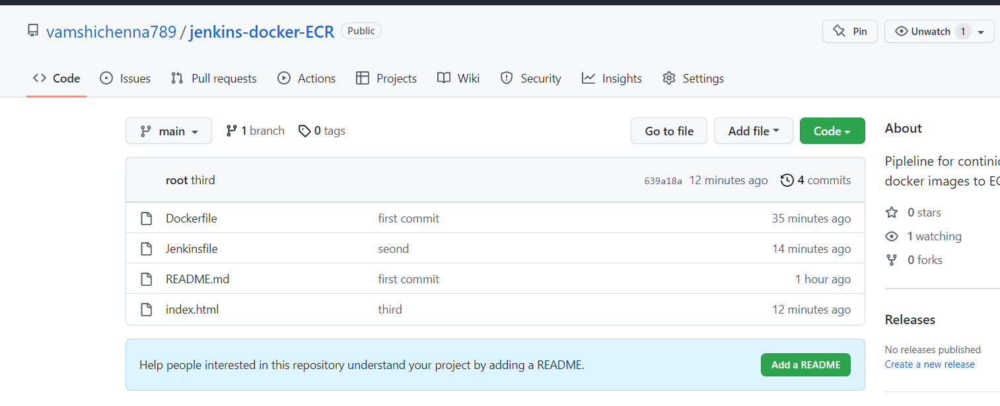 vamshichenna789 / jenkins-docker-ECR Public
Pin
Unwatch 1
Code
Issues
Pull requests
Actions
Projects
Wiki
Security
Insights
Settings
main
1 branch
0 tags
Go to file
Add file
Code
root third
639a18a 12 minutes ago
4 commits
Dockerfile first commit 35 minutes ago
Jenkinsfile seond 14 minutes ago
README.md first commit 1 hour ago
index.html third 12 minutes ago
Help people interested in this repository understand your project by adding a README.
Add a README
About
Pipleline for
docker images to
0 stars
1 watching
0 forks
Releases
No releases published
Create a new release